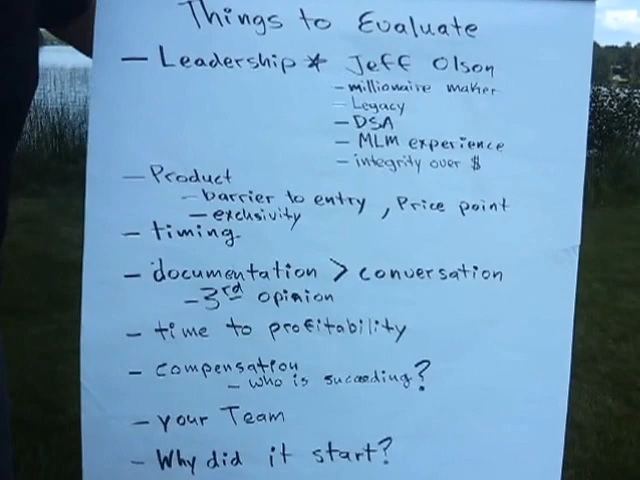 Things to Evaluate
- Leadership * Jeff Olson
- millionaire maker
- Legacy
- DSA
- MLM experience
- integrity over $
- Product
- barrier to entry, Price point
- exclusivity
- timing
- documentation > conversation
- 3rd opinion
- time to profitability
- compensation
- who is succeeding?
- your Team
- Why did it start?